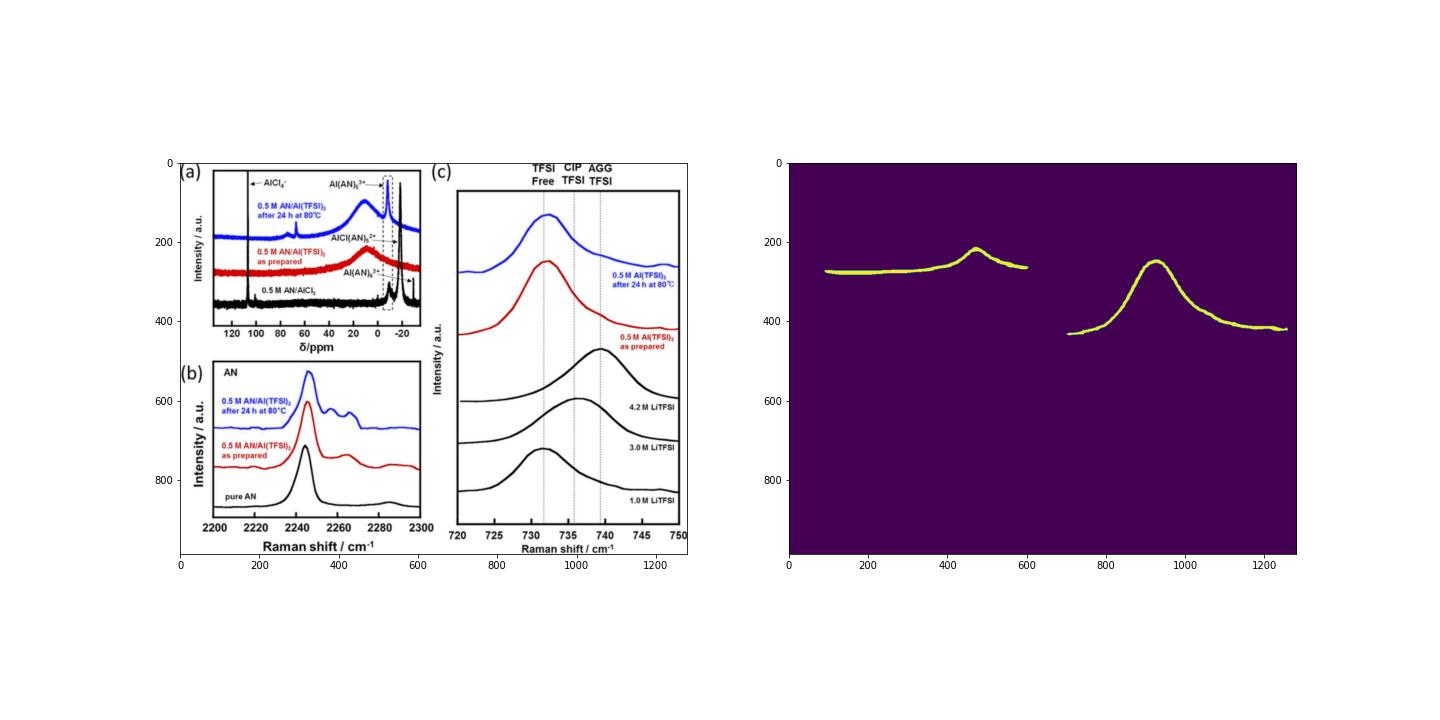 (a)
Intensity / a.u.
AlCl₄⁻
Al(AN)₆³⁺
0.5 M AN/Al(TFSI)₃
after 24 h at 80℃
AlCl(AN)₅²⁺
0.5 M AN/Al(TFSI)₃
as prepared
Al(AN)₆³⁺
0.5 M AN/AlCl₃
120 100 80 60 40 20 0 -20
δ/ppm
(b)
Intensity / a.u.
AN
0.5 M AN/Al(TFSI)₃
after 24 h at 80°C
0.5 M AN/Al(TFSI)₃
as prepared
pure AN
2200 2220 2240 2260 2280 2300
Raman shift / cm⁻¹
(c)
TFSI CIP AGG
Free TFSI TFSI
Intensity / a.u.
0.5 M Al(TFSI)₃
after 24 h at 80℃
0.5 M Al(TFSI)₃
as prepared
4.2 M LiTFSI
3.0 M LiTFSI
1.0 M LiTFSI
720 725 730 735 740 745 750
Raman shift / cm⁻¹
0
200
400
600
800
0 200 400 600 800 1000 1200
0
200
400
600
800
0 200 400 600 800 1000 1200